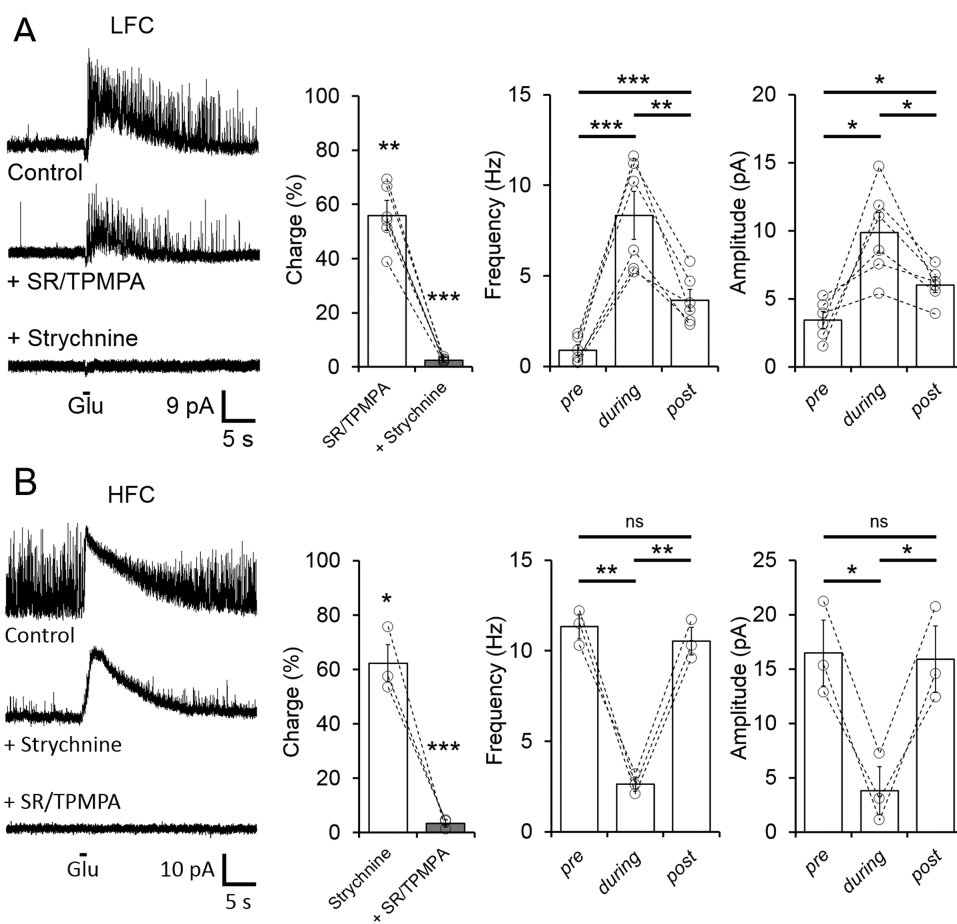 A
LFC
Control
+ SR/TPMPA
+ Strychnine
Glu
9 pA
5 s
Charge (%)
100
80
60
40
20
0
**
***
SR/TPMPA
+ Strychnine
Frequency (Hz)
15
10
5
0
***
**
***
pre
during
post
Amplitude (pA)
20
15
10
5
0
*
*
*
pre
during
post
B
HFC
Control
+ Strychnine
+ SR/TPMPA
Glu
10 pA
5 s
Charge (%)
100
80
60
40
20
0
*
***
Strychnine
+ SR/TPMPA
Frequency (Hz)
15
10
5
0
ns
**
**
pre
during
post
Amplitude (pA)
25
20
15
10
5
0
ns
*
*
pre
during
post